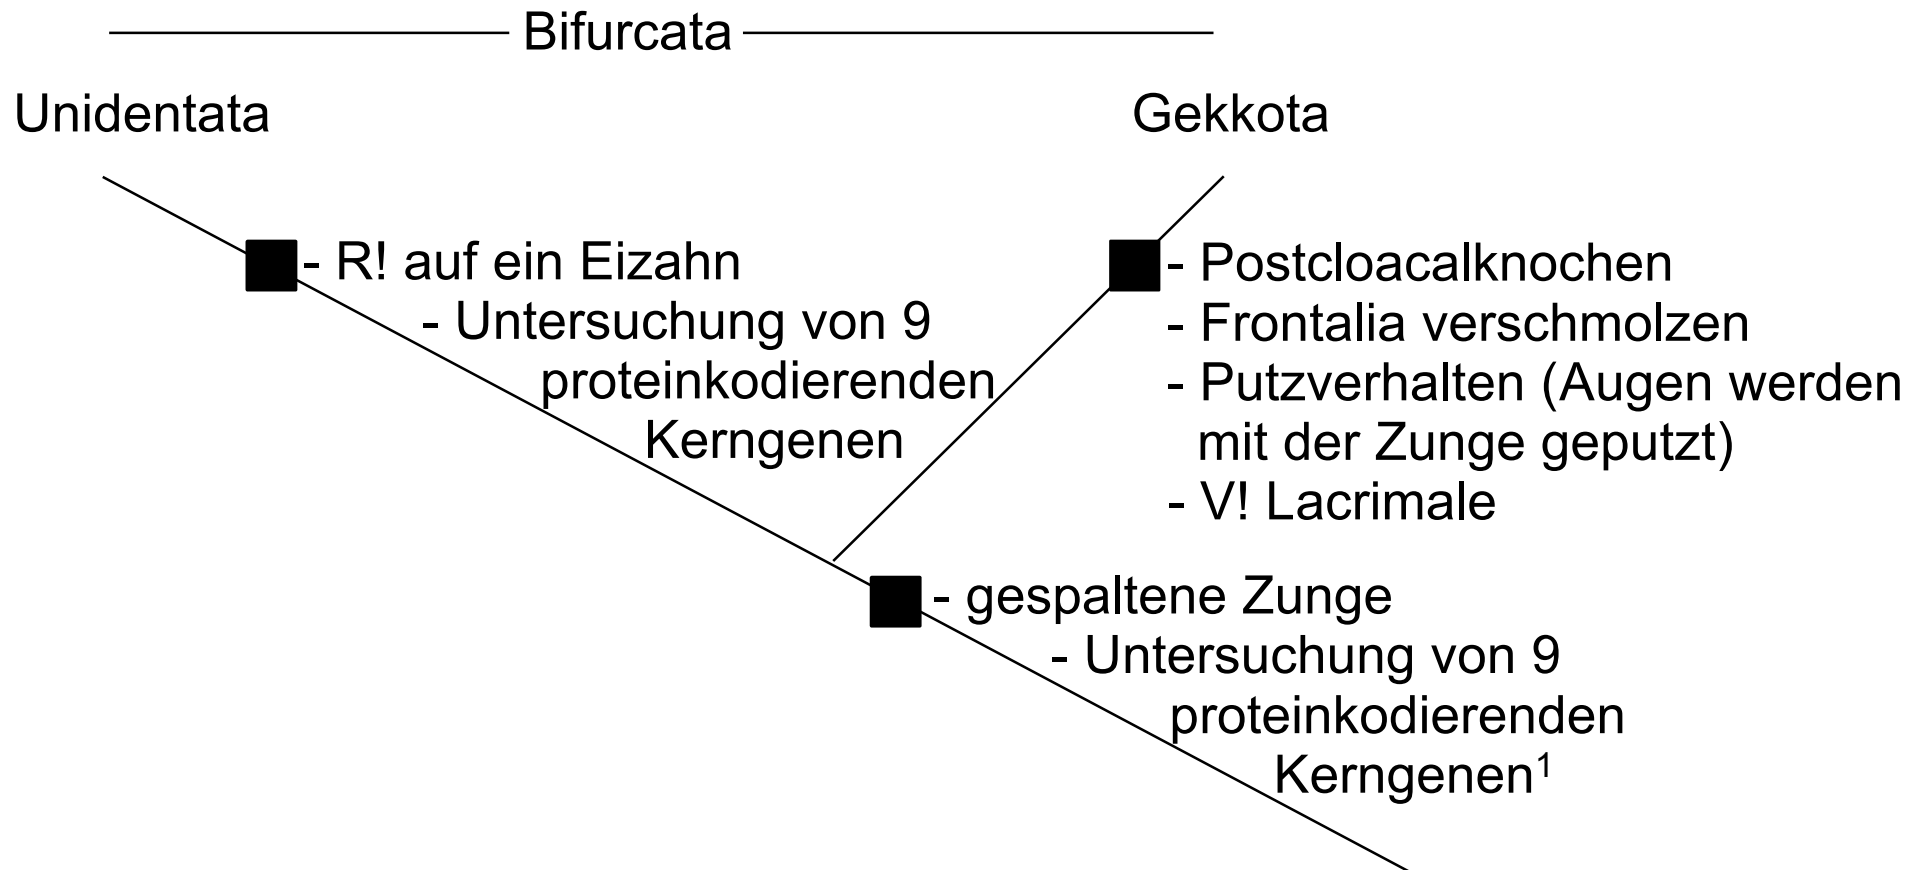 Bifurcata
Unidentata
Gekkota
- R! auf ein Eizahn
- Untersuchung von 9
proteinkodierenden
Kerngenen
- Postcloacalknochen
- Frontalia verschmolzen
- Putzverhalten (Augen werden
mit der Zunge geputzt)
- V! Lacrimale
- gespaltene Zunge
- Untersuchung von 9
proteinkodierenden
Kerngenen¹